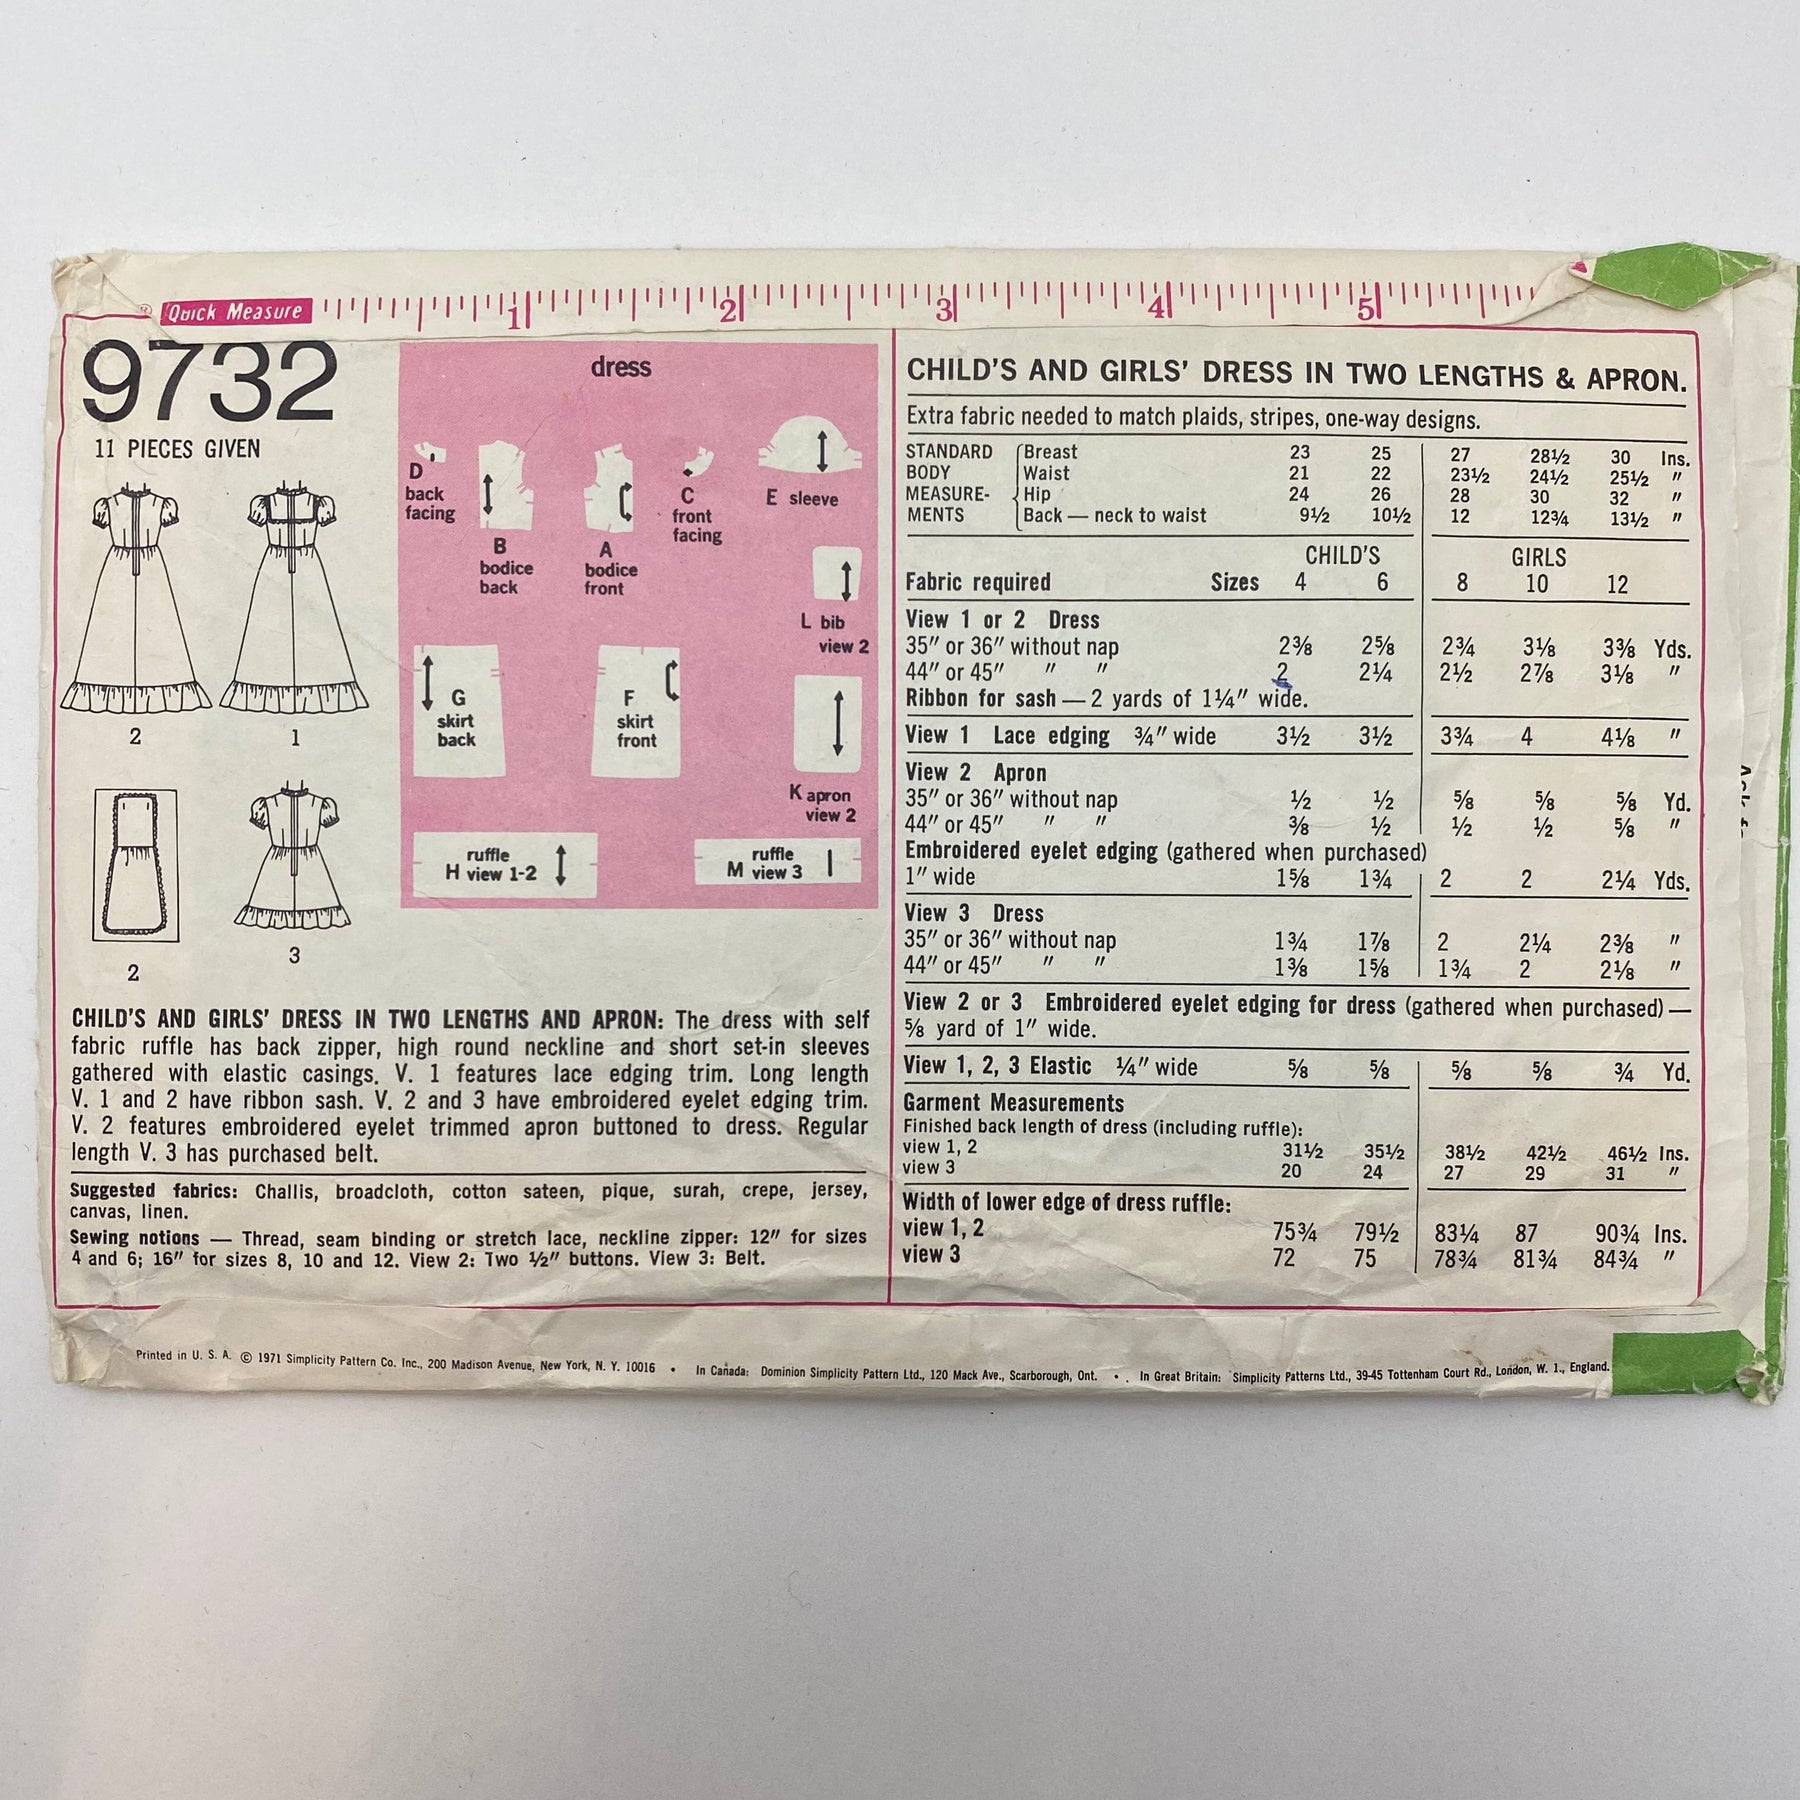 ® Quick Measure 1 2 3 4 5
9732
11 PIECES GIVEN
2 1
2 3
dress
D back facing
B bodice back
A bodice front
C front facing
E sleeve
L bib view 2
G skirt back
F skirt front
K apron view 2
ruffle
H view 1-2
ruffle
M view 3
CHILD'S AND GIRLS' DRESS IN TWO LENGTHS AND APRON: The dress with self
fabric ruffle has back zipper, high round neckline and short set-in sleeves
gathered with elastic casings. V. 1 features lace edging trim. Long length
V. 1 and 2 have ribbon sash. V. 2 and 3 have embroidered eyelet edging trim.
V. 2 features embroidered eyelet trimmed apron buttoned to dress. Regular
length V. 3 has purchased belt.
Suggested fabrics: Challis, broadcloth, cotton sateen, pique, surah, crepe, jersey,
canvas, linen.
Sewing notions — Thread, seam binding or stretch lace, neckline zipper: 12" for sizes
4 and 6; 16" for sizes 8, 10 and 12. View 2: Two ½" buttons. View 3: Belt.
CHILD'S AND GIRLS' DRESS IN TWO LENGTHS & APRON.
Extra fabric needed to match plaids, stripes, one-way designs.
STANDARD Breast 23 25 27 28½ 30 Ins.
BODY Waist 21 22 23½ 24½ 25½ "
MEASURE- Hip 24 26 28 30 32 "
MENTS Back — neck to waist 9½ 10½ 12 12¾ 13½ "
CHILD'S GIRLS
Fabric required Sizes 4 6 8 10 12
View 1 or 2 Dress
35" or 36" without nap 2⅜ 2⅝ 2¾ 3⅛ 3⅜ Yds.
44" or 45" " " 2 2¼ 2½ 2⅞ 3⅛ "
Ribbon for sash — 2 yards of 1¼" wide.
View 1 Lace edging ¾" wide 3½ 3½ 3¾ 4 4⅛ "
View 2 Apron
35" or 36" without nap ½ ½ ⅝ ⅝ ⅝ Yd.
44" or 45" " " ⅜ ½ ½ ½ ⅝ "
Embroidered eyelet edging (gathered when purchased)
1" wide 1⅝ 1¾ 2 2 2¼ Yds.
View 3 Dress
35" or 36" without nap 1¾ 1⅞ 2 2¼ 2⅜ "
44" or 45" " " 1⅜ 1⅝ 1¾ 2 2⅛ "
View 2 or 3 Embroidered eyelet edging for dress (gathered when purchased) —
⅝ yard of 1" wide.
View 1, 2, 3 Elastic ¼" wide ⅝ ⅝ ⅝ ⅝ ¾ Yd.
Garment Measurements
Finished back length of dress (including ruffle):
view 1, 2 31½ 35½ 38½ 42½ 46½ Ins.
view 3 20 24 27 29 31 "
Width of lower edge of dress ruffle:
view 1, 2 75¾ 79½ 83¼ 87 90¾ Ins.
view 3 72 75 78¾ 81¾ 84¾ "
Printed in U. S. A. © 1971 Simplicity Pattern Co. Inc., 200 Madison Avenue, New York, N. Y. 10016 • In Canada: Dominion Simplicity Pattern Ltd., 120 Mack Ave., Scarborough, Ont. • In Great Britain: Simplicity Patterns Ltd., 39-45 Tottenham Court Rd., London, W. 1., England.